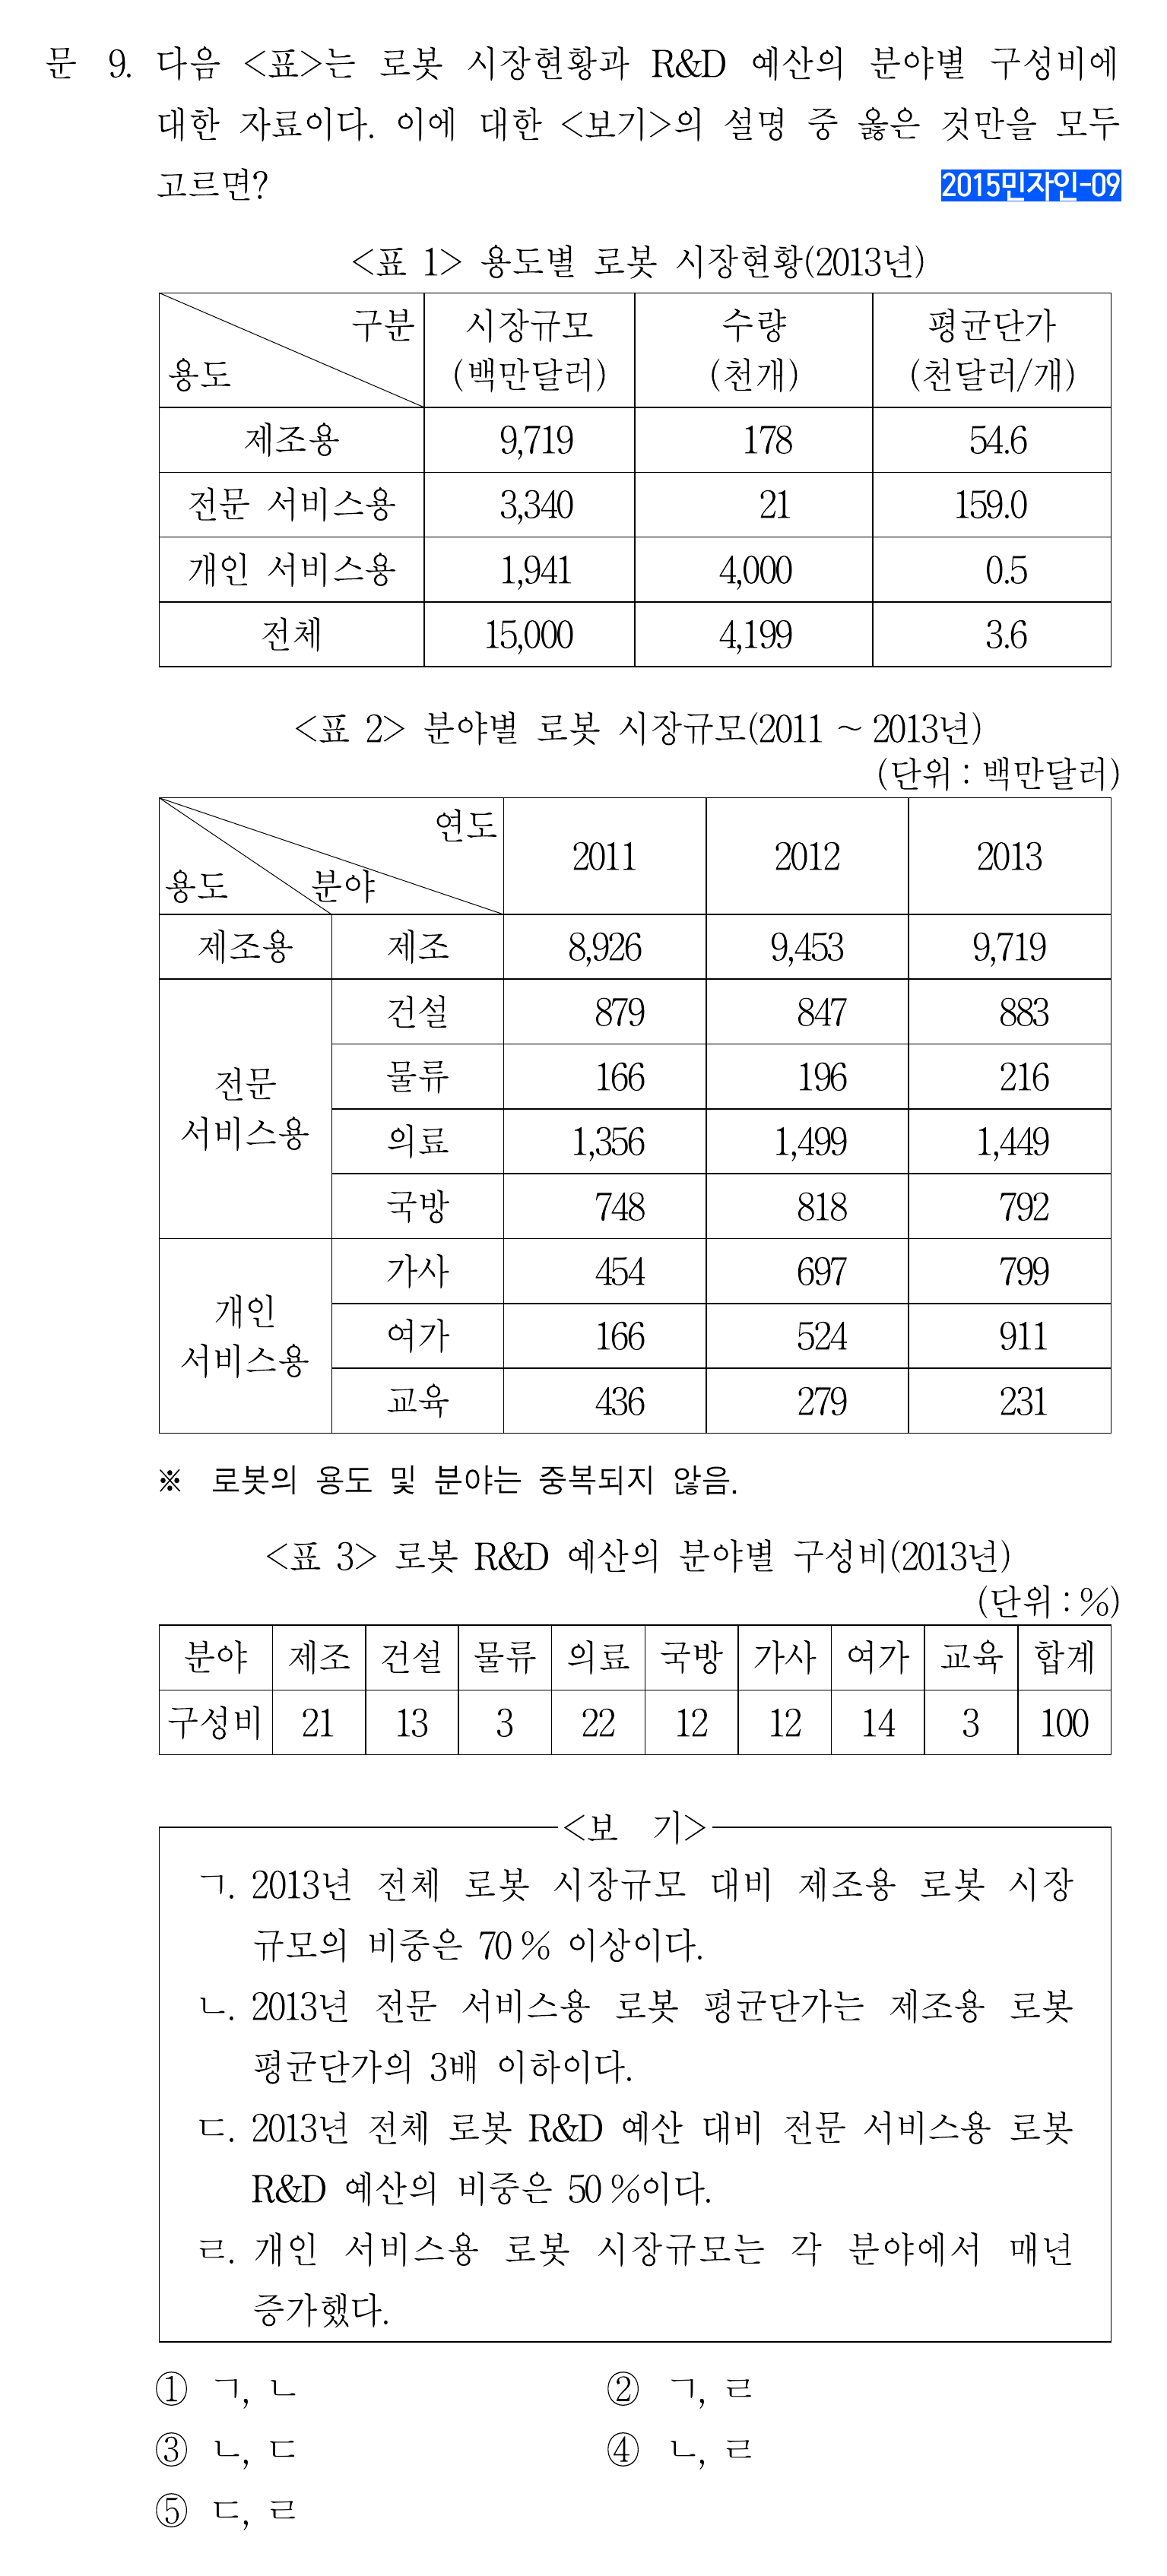 문 9. 다음 <표>는 로봇 시장현황과 R&D 예산의 분야별 구성비에
대한 자료이다. 이에 대한 <보기>의 설명 중 옳은 것만을 모두
고르면? 2015민자인-09
<표 1> 용도별 로봇 시장현황(2013년)
구분 시장규모 수량 평균단가
용도 (백만달러) (천개) (천달러/개)
제조용 9,719 178 54.6
전문 서비스용 3,340 21 159.0
개인 서비스용 1,941 4,000 0.5
전체 15,000 4,199 3.6
<표 2> 분야별 로봇 시장규모(2011 ~ 2013년)
(단위 : 백만달러)
연도
용도 분야 2011 2012 2013
제조용 제조 8,926 9,453 9,719
전문
서비스용
건설 879 847 883
물류 166 196 216
의료 1,356 1,499 1,449
국방 748 818 792
개인
서비스용
가사 454 697 799
여가 166 524 911
교육 436 279 231
※ 로봇의 용도 및 분야는 중복되지 않음.
<표 3> 로봇 R&D 예산의 분야별 구성비(2013년)
(단위 : %)
분야 제조 건설 물류 의료 국방 가사 여가 교육 합계
구성비 21 13 3 22 12 12 14 3 100
<보 기>
ㄱ. 2013년 전체 로봇 시장규모 대비 제조용 로봇 시장
규모의 비중은 70 % 이상이다.
ㄴ. 2013년 전문 서비스용 로봇 평균단가는 제조용 로봇
평균단가의 3배 이하이다.
ㄷ. 2013년 전체 로봇 R&D 예산 대비 전문 서비스용 로봇
R&D 예산의 비중은 50 %이다.
ㄹ. 개인 서비스용 로봇 시장규모는 각 분야에서 매년
증가했다.
① ㄱ, ㄴ ② ㄱ, ㄹ
③ ㄴ, ㄷ ④ ㄴ, ㄹ
⑤ ㄷ, ㄹ